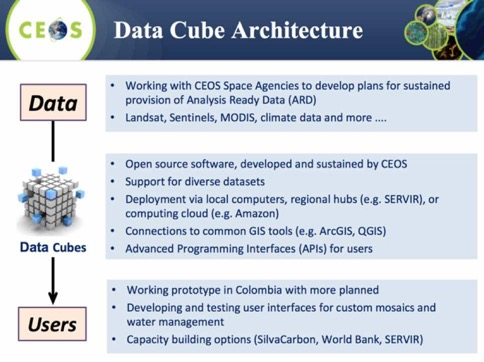 CEOS
Data Cube Architecture
Data
• Working with CEOS Space Agencies to develop plans for sustained
provision of Analysis Ready Data (ARD)
• Landsat, Sentinels, MODIS, climate data and more ....
Data Cubes
• Open source software, developed and sustained by CEOS
• Support for diverse datasets
• Deployment via local computers, regional hubs (e.g. SERVIR), or
computing cloud (e.g. Amazon)
• Connections to common GIS tools (e.g. ArcGIS, QGIS)
• Advanced Programming Interfaces (APIs) for users
Users
• Working prototype in Colombia with more planned
• Developing and testing user interfaces for custom mosaics and
water management
• Capacity building options (SilvaCarbon, World Bank, SERVIR)